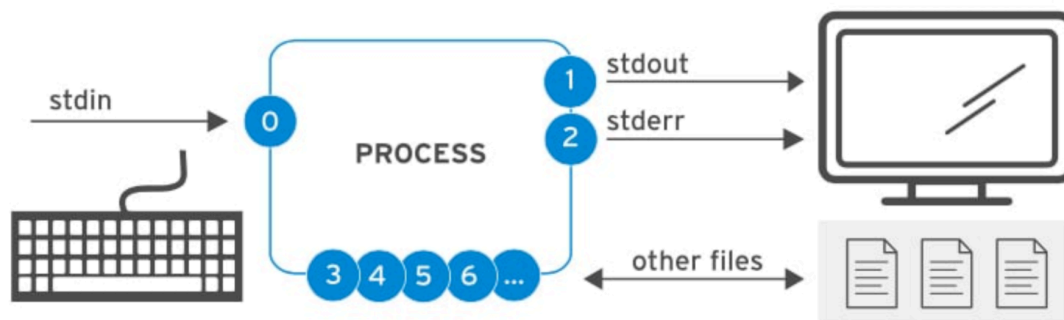 stdin
0
PROCESS
1
stdout
2
stderr
3 4 5 6 ...
other files